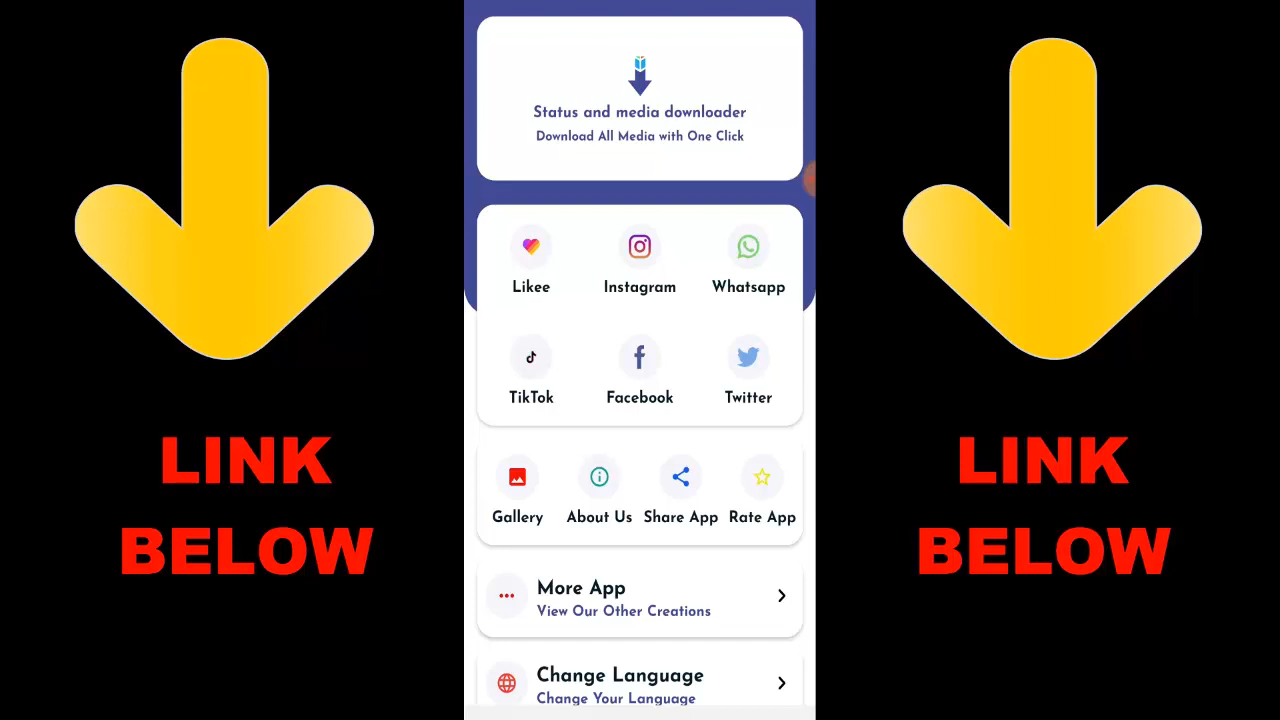 Status and media downloader
Download All Media with One Click
Likee
Instagram
Whatsapp
TikTok
Facebook
Twitter
Gallery
About Us
Share App
Rate App
More App
View Our Other Creations
Change Language
Change Your Language
LINK
BELOW
LINK
BELOW